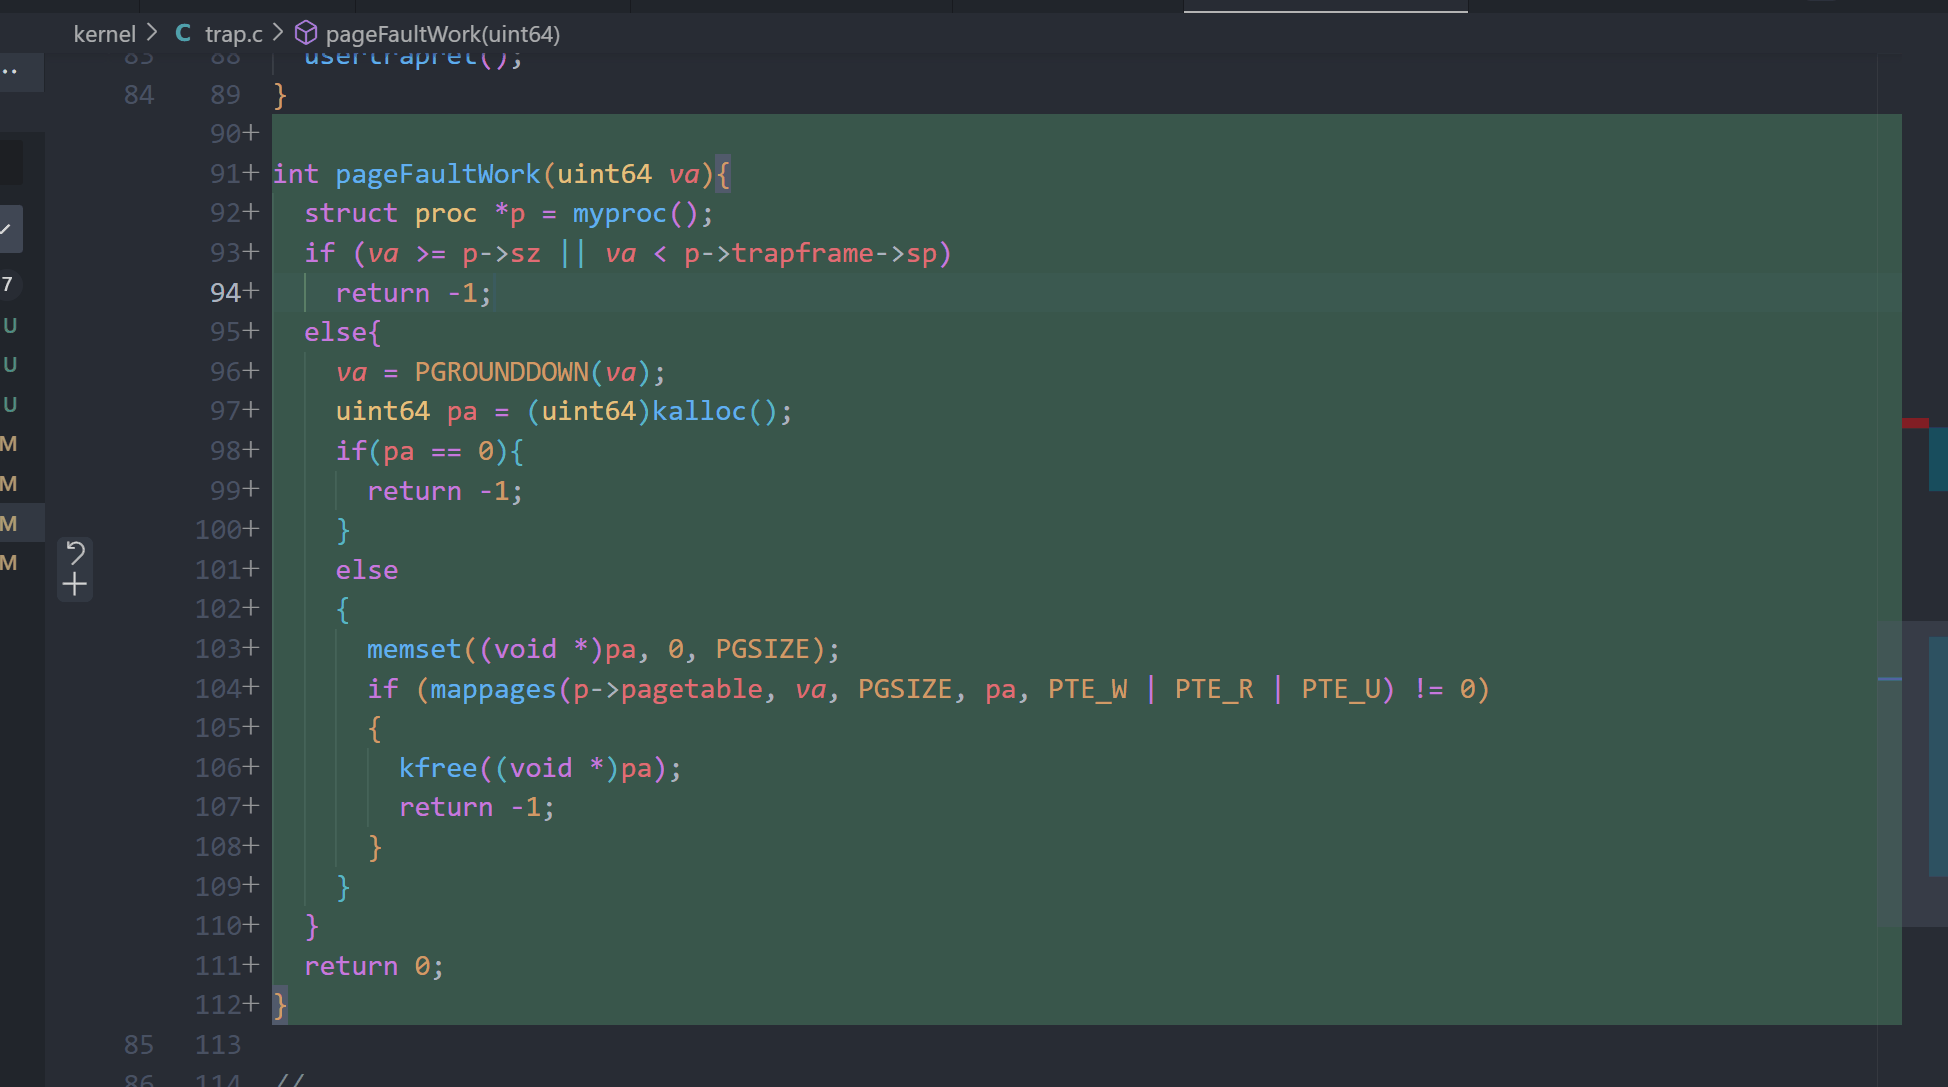 kernel > C trap.c > pageFaultWork(uint64)
83 88 usertrapret();
84 89 }
90+
91+ int pageFaultWork(uint64 va){
92+ struct proc *p = myproc();
93+ if (va >= p->sz || va < p->trapframe->sp)
94+ return -1;
95+ else{
96+ va = PGROUNDDOWN(va);
97+ uint64 pa = (uint64)kalloc();
98+ if(pa == 0){
99+ return -1;
100+ }
101+ else
102+ {
103+ memset((void *)pa, 0, PGSIZE);
104+ if (mappages(p->pagetable, va, PGSIZE, pa, PTE_W | PTE_R | PTE_U) != 0)
105+ {
106+ kfree((void *)pa);
107+ return -1;
108+ }
109+ }
110+ }
111+ return 0;
112+ }
85 113
86 114 //
7
U
U
U
M
M
M
M